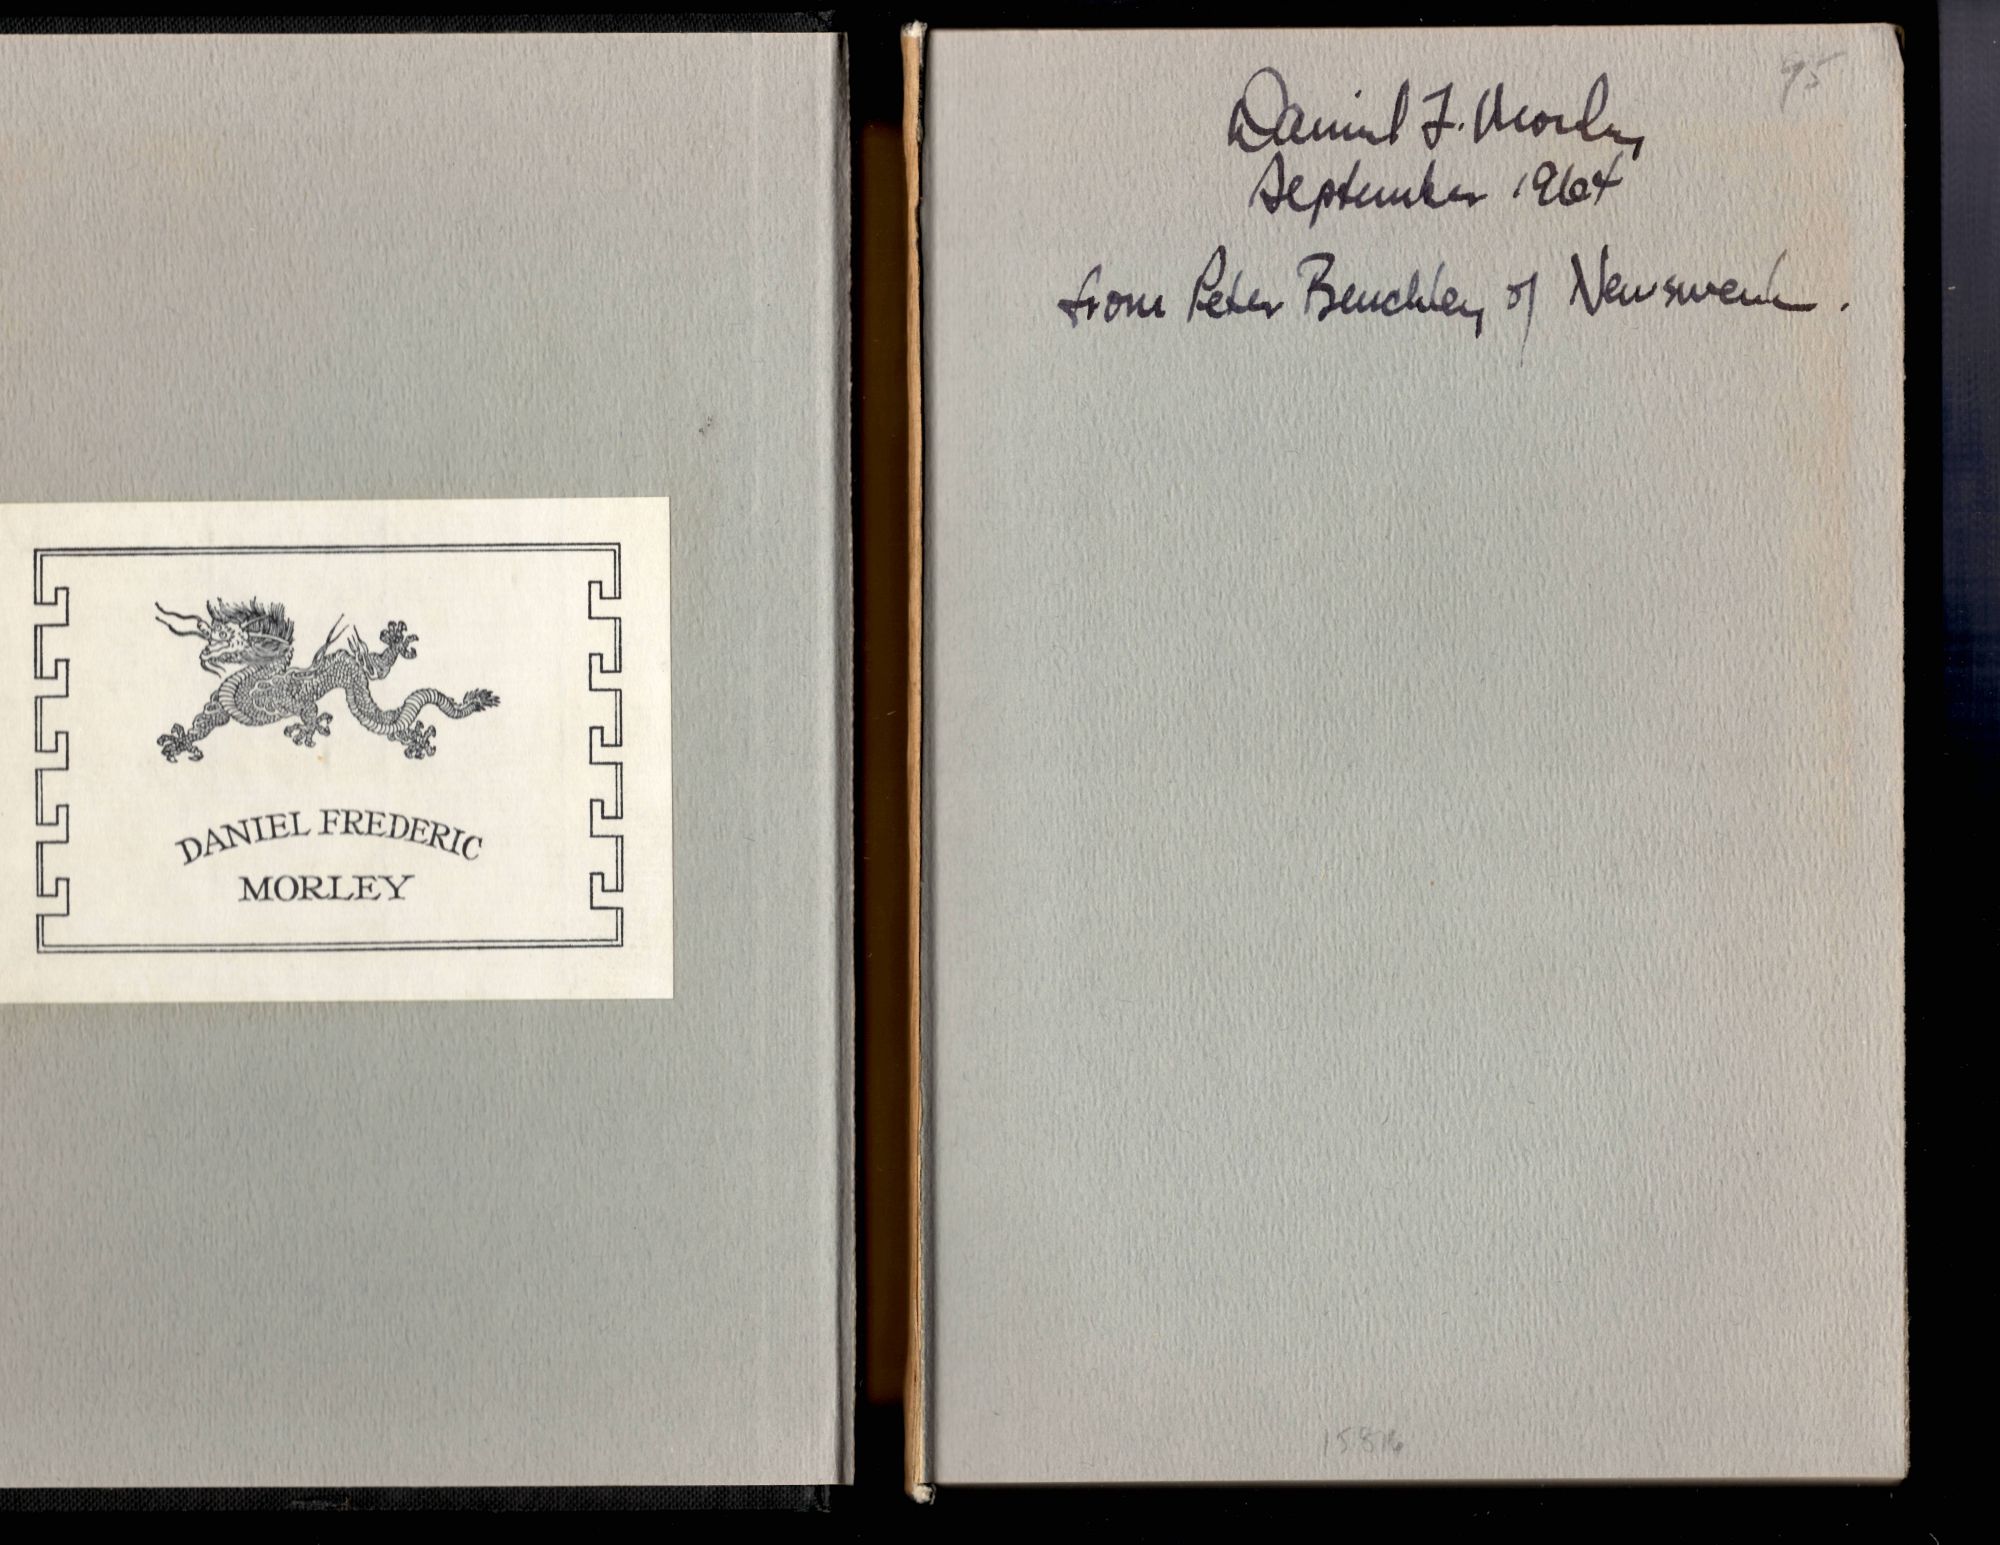 DANIEL FREDERIC
MORLEY
95
Daniel F. Morley
September 1964
from Peter Benchley of Newsweek.
15876